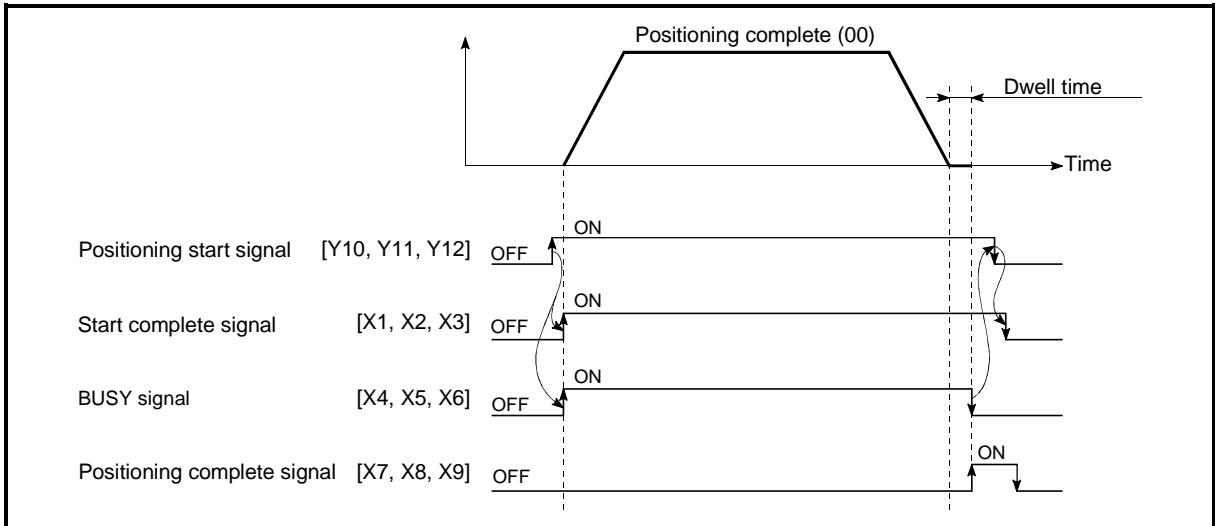 Positioning complete (00)
Dwell time
Time
ON
Positioning start signal [Y10, Y11, Y12] OFF
ON
Start complete signal [X1, X2, X3] OFF
ON
BUSY signal [X4, X5, X6] OFF
ON
Positioning complete signal [X7, X8, X9] OFF